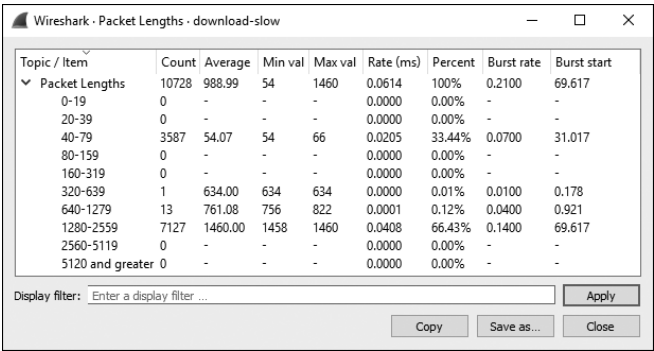 Wireshark · Packet Lengths · download-slow
Topic / Item Count Average Min val Max val Rate (ms) Percent Burst rate Burst start
Packet Lengths 10728 988.99 54 1460 0.0614 100% 0.2100 69.617
0-19 0 - - - 0.0000 0.00% - -
20-39 0 - - - 0.0000 0.00% - -
40-79 3587 54.07 54 66 0.0205 33.44% 0.0700 31.017
80-159 0 - - - 0.0000 0.00% - -
160-319 0 - - - 0.0000 0.00% - -
320-639 1 634.00 634 634 0.0000 0.01% 0.0100 0.178
640-1279 13 761.08 756 822 0.0001 0.12% 0.0400 0.921
1280-2559 7127 1460.00 1458 1460 0.0408 66.43% 0.1400 69.617
2560-5119 0 - - - 0.0000 0.00% - -
5120 and greater 0 - - - 0.0000 0.00% - -
Display filter: Enter a display filter ... Apply
Copy Save as... Close